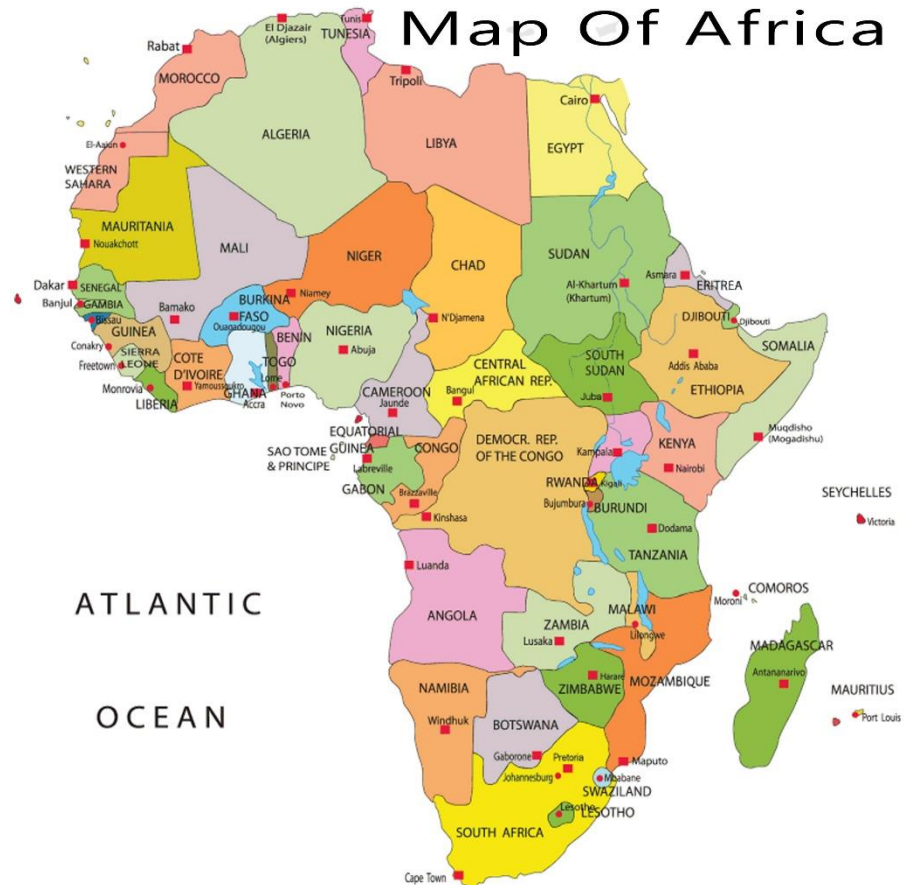 Map Of Africa
Tunis
El Djazair
(Algiers)
TUNESIA
Rabat
MOROCCO
Tripoli
Cairo
ALGERIA
LIBYA
EGYPT
El-Aaiun
WESTERN
SAHARA
MAURITANIA
Nouakchott
MALI
NIGER
CHAD
SUDAN
Asmara
ERITREA
Al-Khartum
(Khartum)
Dakar
SENEGAL
Banjul
GAMBIA
Bissau
Bamako
BURKINA
FASO
Ouagadougou
Niamey
N'Djamena
DJIBOUTI
Djibouti
GUINEA
Conakry
SIERRA
LEONE
Freetown
COTE
D'IVOIRE
Yamoussoukro
BENIN
NIGERIA
Abuja
TOGO
Lome
GHANA
Accra
Porto
Novo
Monrovia
LIBERIA
CENTRAL
AFRICAN REP.
Bangul
SOUTH
SUDAN
Juba
Addis Ababa
ETHIOPIA
SOMALIA
CAMEROON
Jaunde
Muqdisho
(Mogadishu)
EQUATORIAL
GUINEA
SAO TOME
& PRINCIPE
Labreville
GABON
CONGO
Brazzaville
Kinshasa
DEMOCR. REP.
OF THE CONGO
Kampala
KENYA
Nairobi
RWANDA
Kigali
Bujumbura
BURUNDI
Dodama
TANZANIA
SEYCHELLES
Victoria
Luanda
ANGOLA
ATLANTIC
OCEAN
ZAMBIA
Lusaka
MALAWI
Lilongwe
Moroni
COMOROS
MADAGASCAR
Antananarivo
MAURITIUS
Port Louis
NAMIBIA
Windhuk
BOTSWANA
Gaborone
ZIMBABWE
Harare
MOZAMBIQUE
Pretoria
Johannesburg
Maputo
Mbabane
SWAZILAND
Lesotho
LESOTHO
SOUTH AFRICA
Cape Town